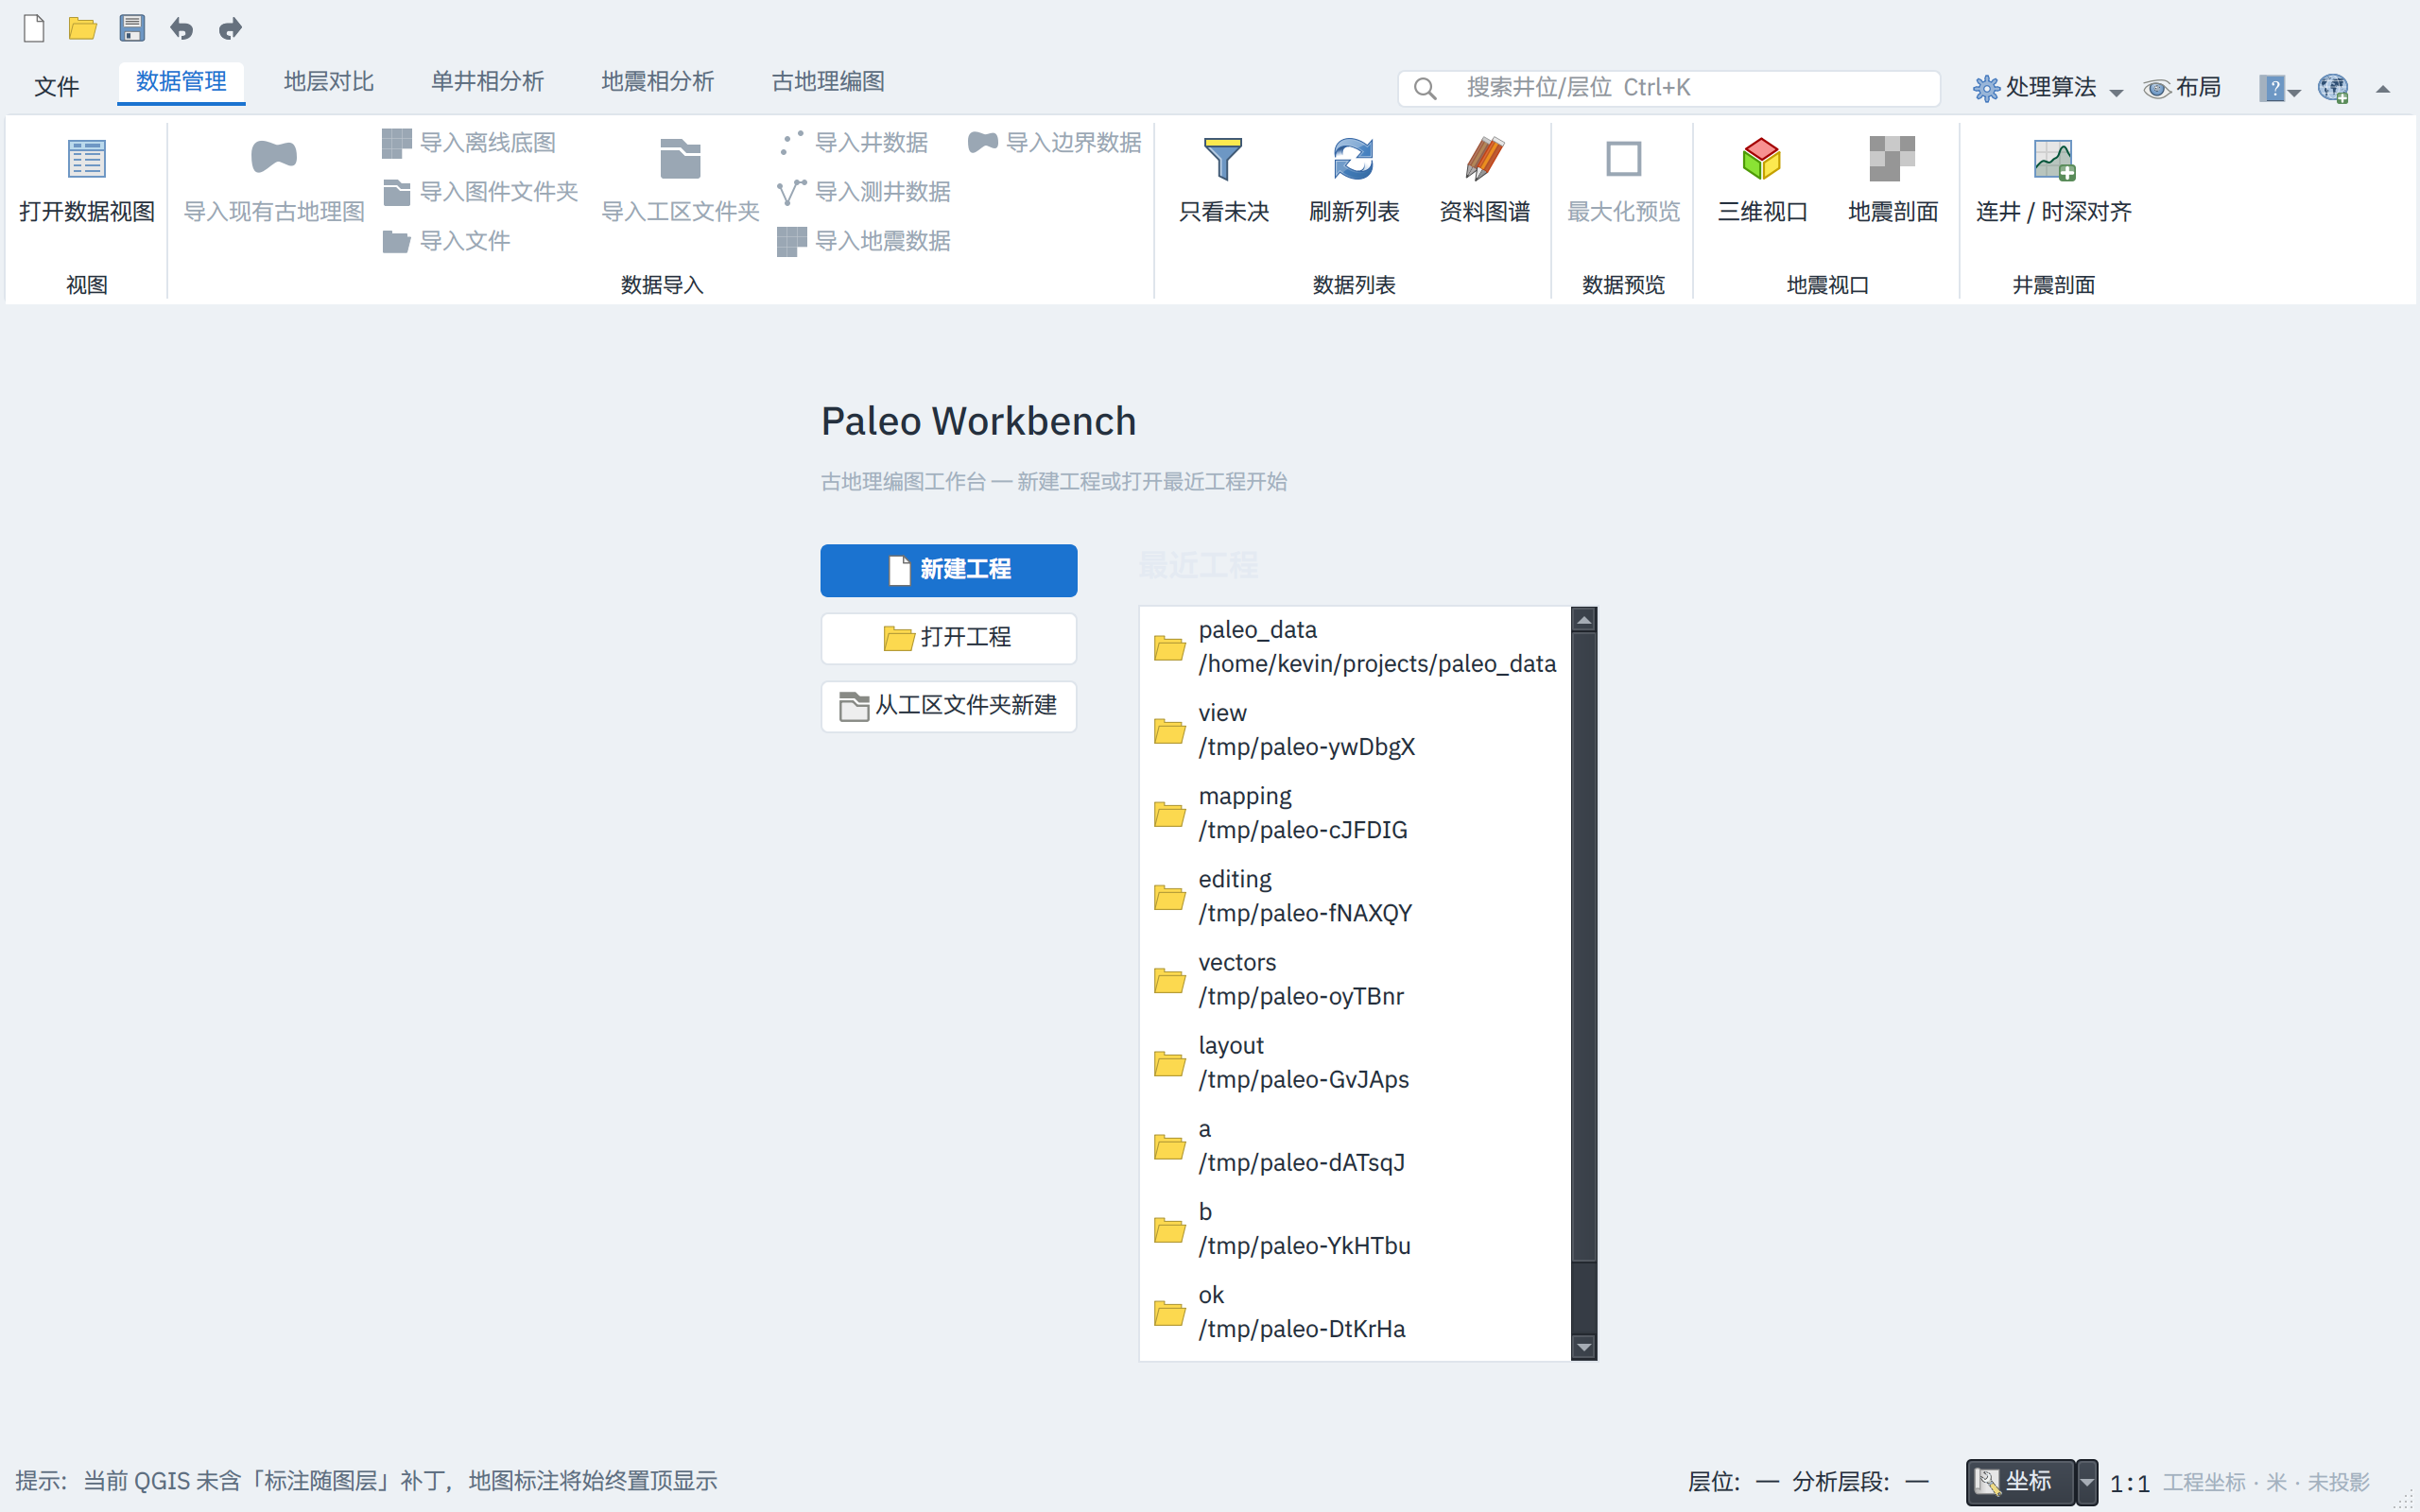 文件 数据管理 地层对比 单井相分析 地震相分析 古地理编图 搜索井位/层位 Ctrl+K 处理算法 布局
打开数据视图
视图
导入现有古地理图
导入离线底图
导入图件文件夹
导入文件
导入工区文件夹
导入井数据
导入测井数据
导入地震数据
导入边界数据
数据导入
只看未决 刷新列表 资料图谱
数据列表
最大化预览
数据预览
三维视口 地震剖面
地震视口
连井 / 时深对齐
井震剖面
Paleo Workbench
古地理编图工作台 — 新建工程或打开最近工程开始
新建工程
打开工程
从工区文件夹新建
最近工程
paleo_data
/home/kevin/projects/paleo_data
view
/tmp/paleo-ywDbgX
mapping
/tmp/paleo-cJFDIG
editing
/tmp/paleo-fNAXQY
vectors
/tmp/paleo-oyTBnr
layout
/tmp/paleo-GvJAps
a
/tmp/paleo-dATsqJ
b
/tmp/paleo-YkHTbu
ok
/tmp/paleo-DtKrHa
提示: 当前 QGIS 未含「标注随图层」补丁，地图标注将始终置顶显示
层位: — 分析层段: — 坐标 1:1 工程坐标 · 米 · 未投影